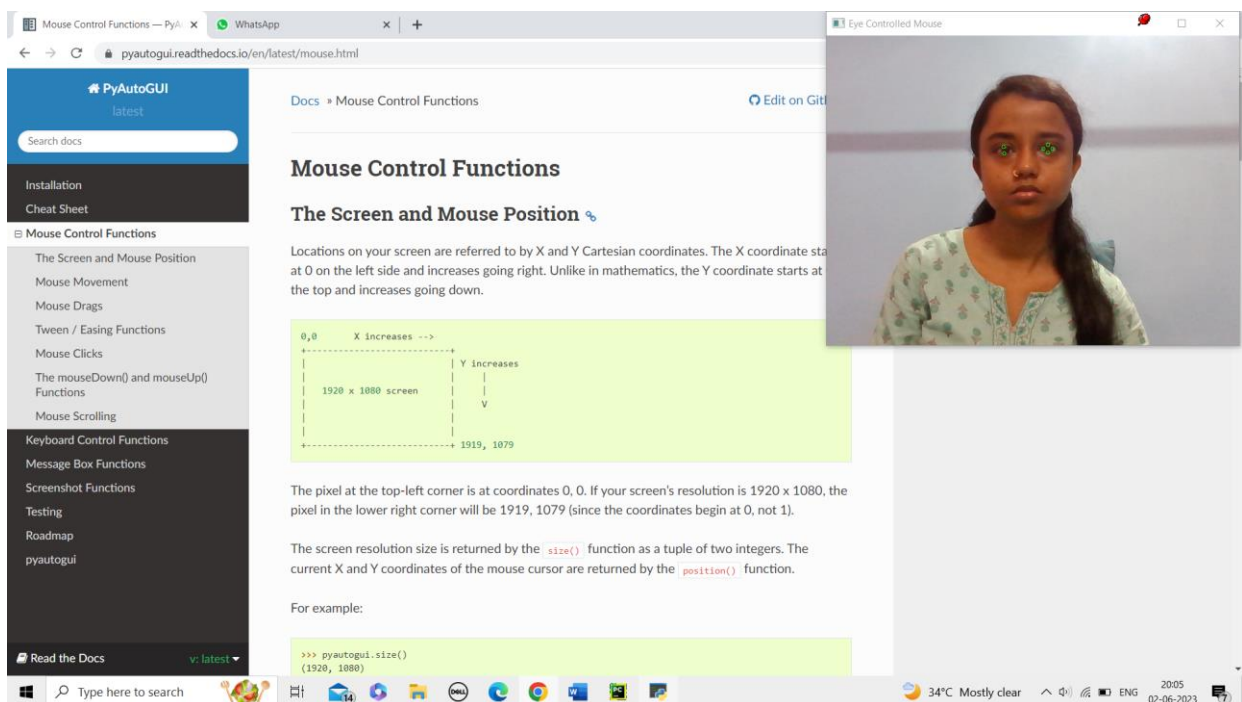 Mouse Control Functions — PyA
WhatsApp
Eye Controlled Mouse
pyautogui.readthedocs.io/en/latest/mouse.html
PyAutoGUI
latest
Search docs
Installation
Cheat Sheet
Mouse Control Functions
The Screen and Mouse Position
Mouse Movement
Mouse Drags
Tween / Easing Functions
Mouse Clicks
The mouseDown() and mouseUp()
Functions
Mouse Scrolling
Keyboard Control Functions
Message Box Functions
Screenshot Functions
Testing
Roadmap
pyautogui
Read the Docs v: latest
Docs » Mouse Control Functions Edit on Git
Mouse Control Functions
The Screen and Mouse Position
Locations on your screen are referred to by X and Y Cartesian coordinates. The X coordinate sta
at 0 on the left side and increases going right. Unlike in mathematics, the Y coordinate starts at
the top and increases going down.
0,0 X increases -->
+---------------------------+
| | Y increases
| | |
| 1920 x 1080 screen | |
| | V
| |
| |
+---------------------------+ 1919, 1079
The pixel at the top-left corner is at coordinates 0, 0. If your screen’s resolution is 1920 x 1080, the
pixel in the lower right corner will be 1919, 1079 (since the coordinates begin at 0, not 1).
The screen resolution size is returned by the size() function as a tuple of two integers. The
current X and Y coordinates of the mouse cursor are returned by the position() function.
For example:
>>> pyautogui.size()
(1920, 1080)
Type here to search
14
DELL
W
PC
34°C Mostly clear
ENG
20:05
02-06-2023
7